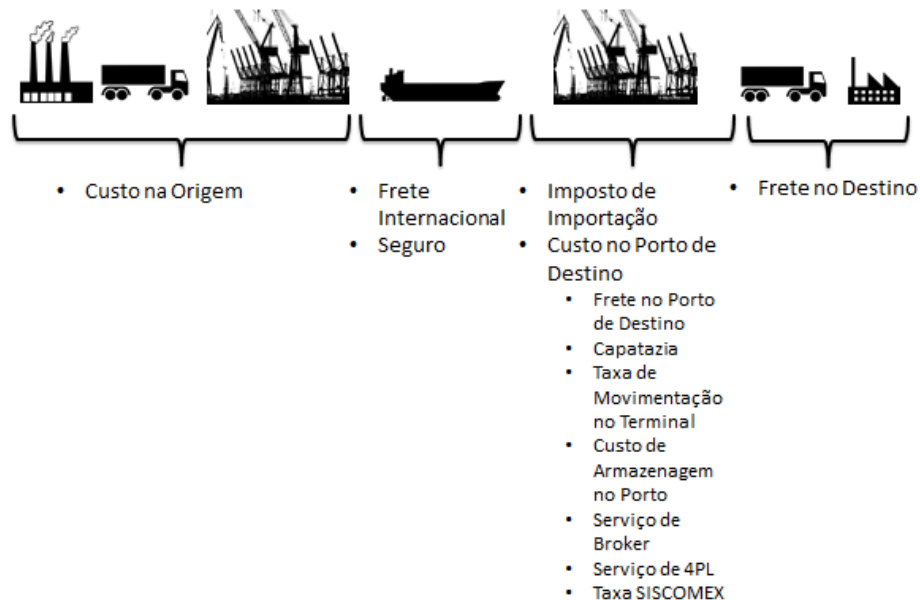 • Custo na Origem
• Frete
Internacional
• Seguro
• Imposto de
Importação
• Custo no Porto de
Destino
• Frete no Porto
de Destino
• Capatazia
• Taxa de
Movimentação
no Terminal
• Custo de
Armazenagem
no Porto
• Serviço de
Broker
• Serviço de 4PL
• Taxa SISCOMEX
• Frete no Destino